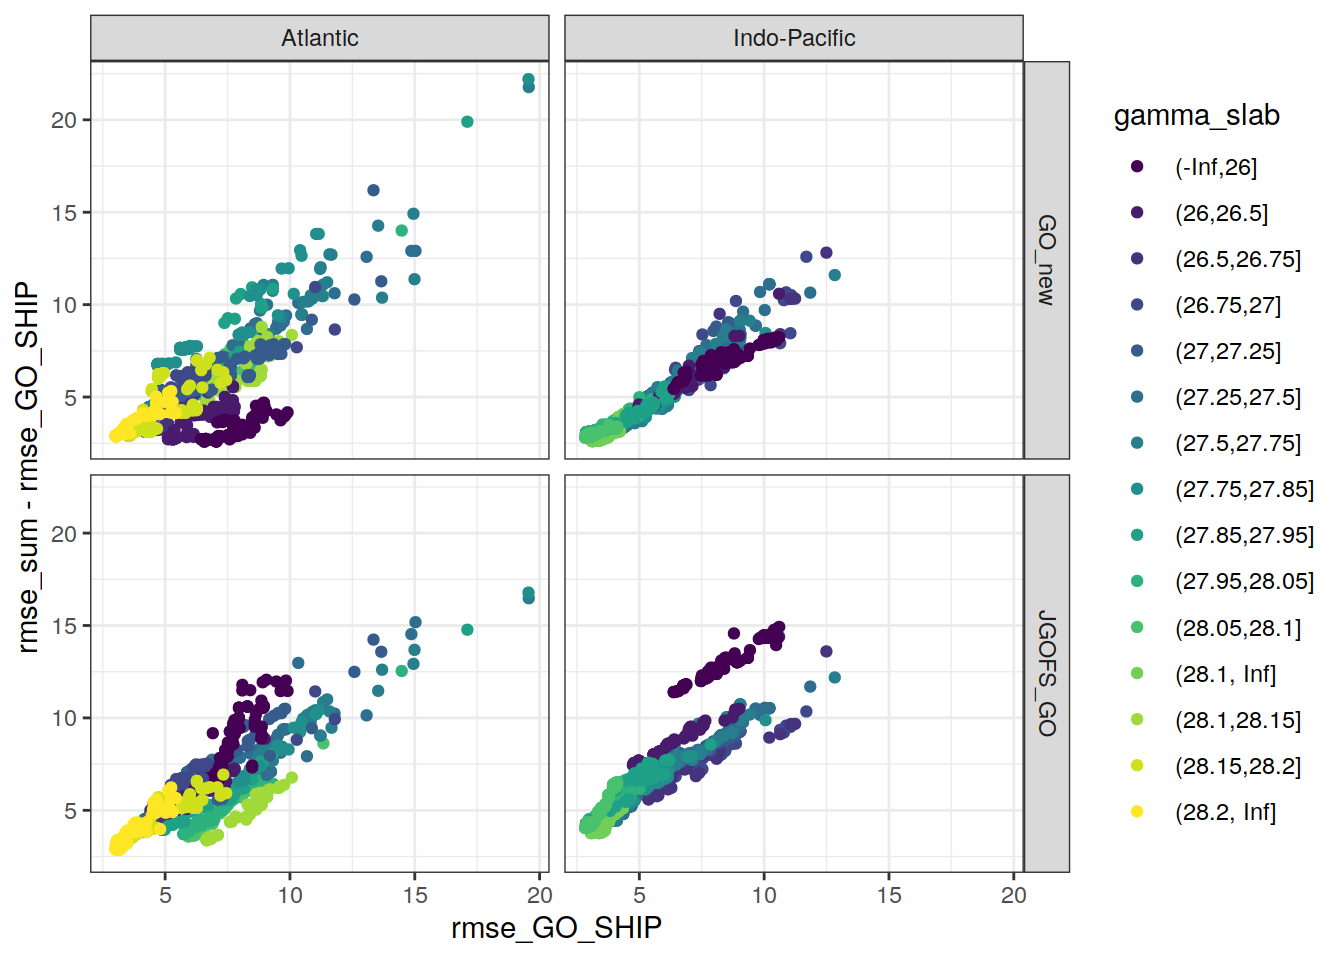 Atlantic
Indo-Pacific
GO_new
JGOFS_GO
rmse_sum - rmse_GO_SHIP
20
15
10
5
20
15
10
5
5
10
15
20
5
10
15
20
rmse_GO_SHIP
gamma_slab
(-Inf,26]
(26,26.5]
(26.5,26.75]
(26.75,27]
(27,27.25]
(27.25,27.5]
(27.5,27.75]
(27.75,27.85]
(27.85,27.95]
(27.95,28.05]
(28.05,28.1]
(28.1, Inf]
(28.1,28.15]
(28.15,28.2]
(28.2, Inf]